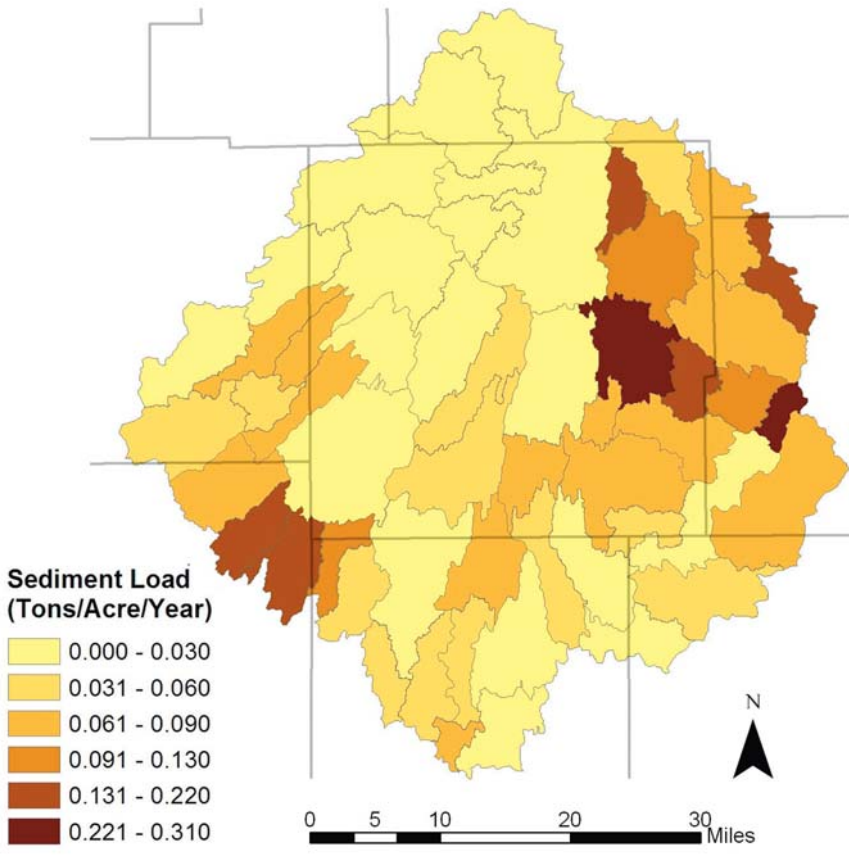 Sediment Load
(Tons/Acre/Year)
0.000 - 0.030
0.031 - 0.060
0.061 - 0.090
0.091 - 0.130
0.131 - 0.220
0.221 - 0.310
N
0 5 10 20 30
Miles